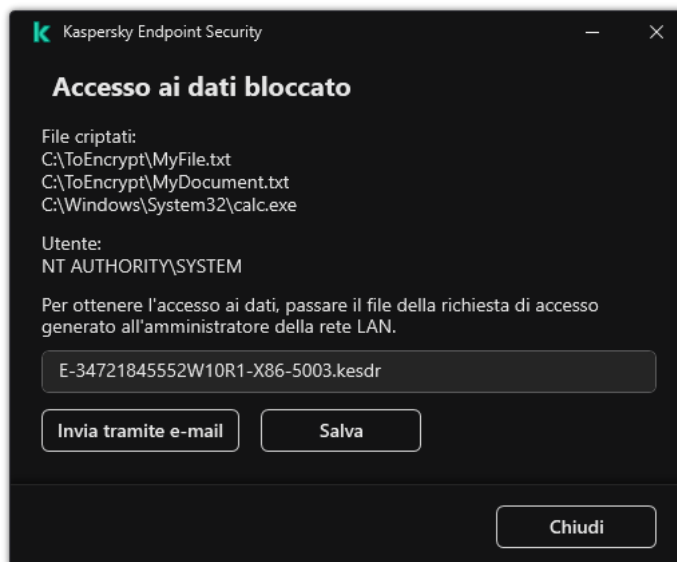 Kaspersky Endpoint Security
Accesso ai dati bloccato
File criptati:
C:\ToEncrypt\MyFile.txt
C:\ToEncrypt\MyDocument.txt
C:\Windows\System32\calc.exe
Utente:
NT AUTHORITY\SYSTEM
Per ottenere l'accesso ai dati, passare il file della richiesta di accesso
generato all'amministratore della rete LAN.
E-34721845552W10R1-X86-5003.kesdr
Invia tramite e-mail
Salva
Chiudi